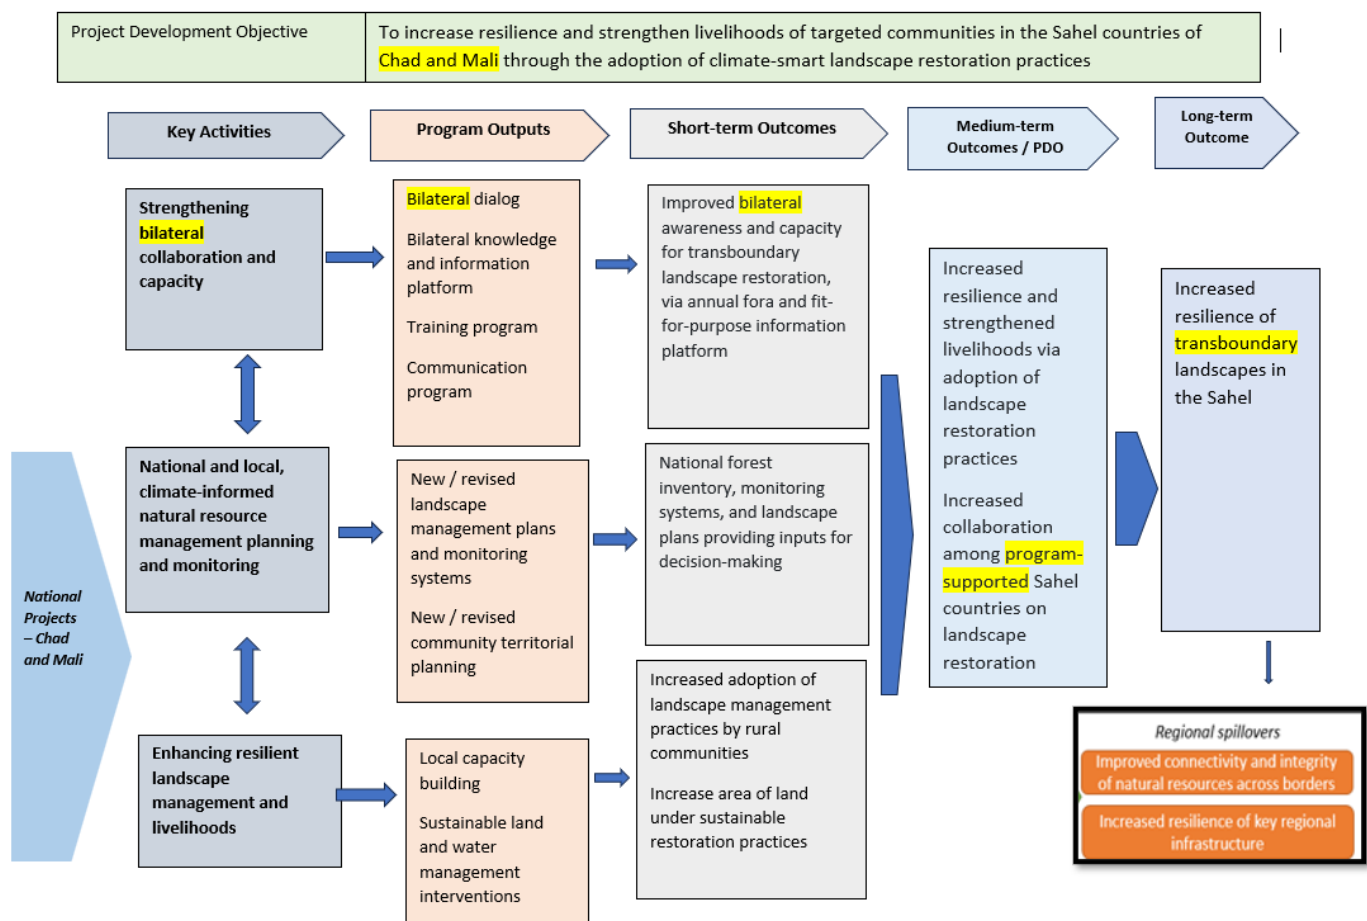 Project Development Objective
To increase resilience and strengthen livelihoods of targeted communities in the Sahel countries of
Chad and Mali through the adoption of climate-smart landscape restoration practices
Key Activities
Program Outputs
Short-term Outcomes
Medium-term
Outcomes / PDO
Long-term
Outcome
Strengthening
bilateral
collaboration and
capacity
Bilateral dialog
Bilateral knowledge
and information
platform
Training program
Communication
program
Improved bilateral
awareness and capacity
for transboundary
landscape restoration,
via annual fora and fit-
for-purpose information
platform
National
Projects
– Chad
and Mali
National and local,
climate-informed
natural resource
management planning
and monitoring
New / revised
landscape
management plans
and monitoring
systems
New / revised
community territorial
planning
National forest
inventory, monitoring
systems, and landscape
plans providing inputs for
decision-making
Enhancing resilient
landscape
management and
livelihoods
Local capacity
building
Sustainable land
and water
management
interventions
Increased adoption of
landscape management
practices by rural
communities
Increase area of land
under sustainable
restoration practices
Increased
resilience and
strengthened
livelihoods via
adoption of
landscape
restoration
practices
Increased
collaboration
among program-
supported Sahel
countries on
landscape
restoration
Increased
resilience of
transboundary
landscapes in
the Sahel
Regional spillovers
Improved connectivity and integrity
of natural resources across borders
Increased resilience of key regional
infrastructure